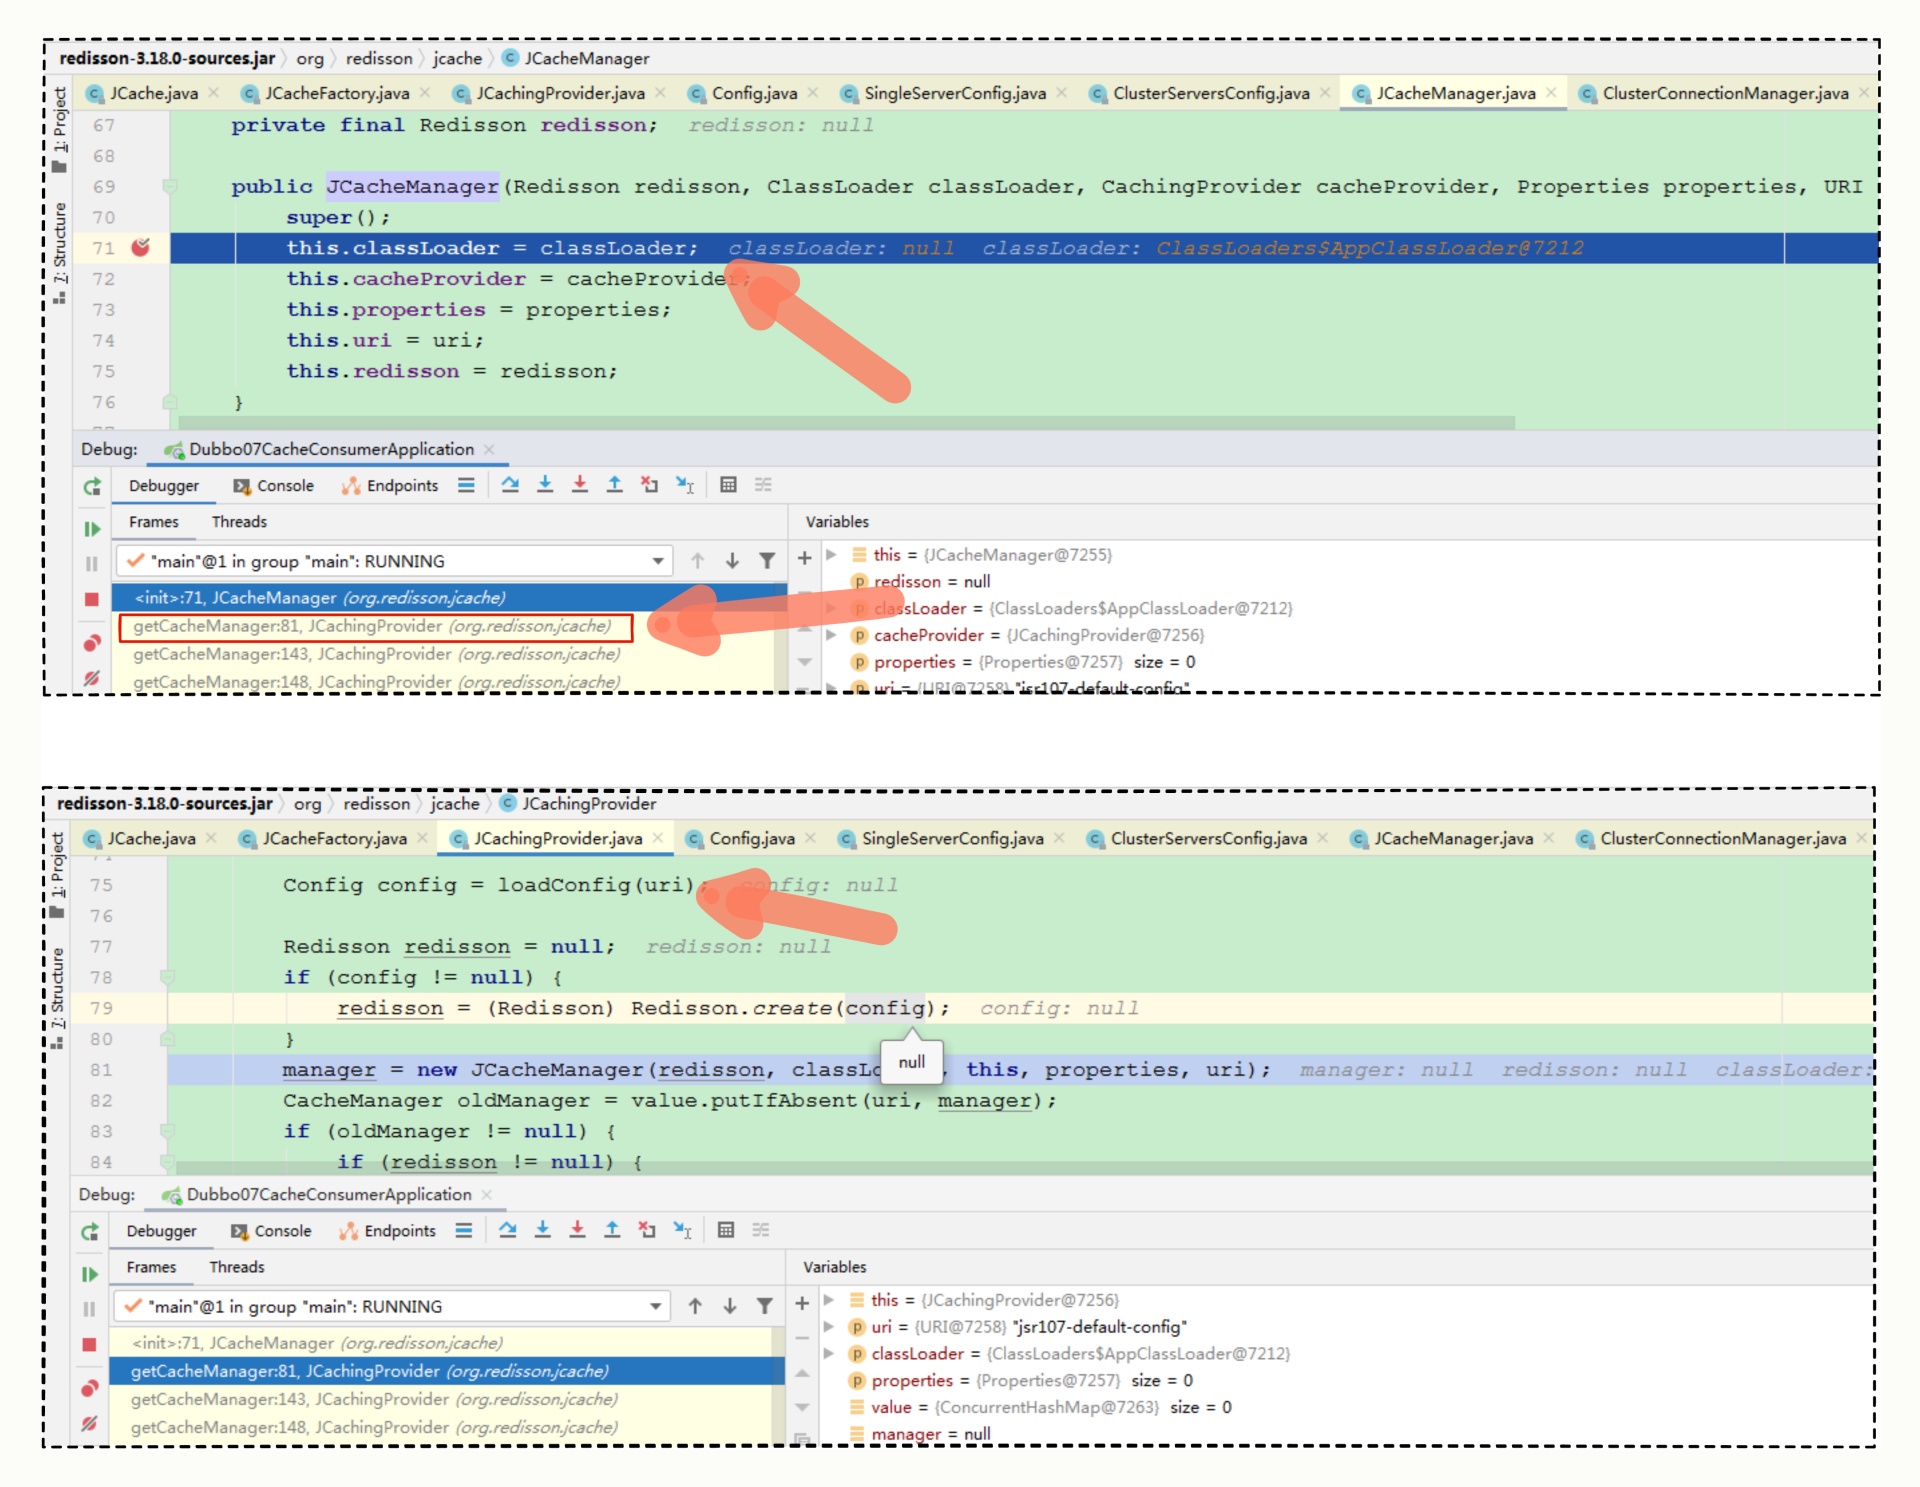 redisson-3.18.0-sources.jar 〉 org 〉 redisson 〉 jcache 〉 JCacheManager
JCache.java × JCacheFactory.java × JCachingProvider.java × Config.java × SingleServerConfig.java × ClusterServersConfig.java × JCacheManager.java × ClusterConnectionManager.java ×
1: Project
7: Structure
67 private final Redisson redisson; redisson: null
68
69 public JCacheManager(Redisson redisson, ClassLoader classLoader, CachingProvider cacheProvider, Properties properties, URI
70 super();
71 this.classLoader = classLoader; classLoader: null classLoader: ClassLoaders$AppClassLoader@7212
72 this.cacheProvider = cacheProvider;
73 this.properties = properties;
74 this.uri = uri;
75 this.redisson = redisson;
76 }
Debug: Dubbo07CacheConsumerApplication ×
Debugger Console Endpoints
Frames Threads Variables
"main"@1 in group "main": RUNNING
<init>:71, JCacheManager (org.redisson.jcache)
getCacheManager:81, JCachingProvider (org.redisson.jcache)
getCacheManager:143, JCachingProvider (org.redisson.jcache)
getCacheManager:148, JCachingProvider (org.redisson.jcache)
this = {JCacheManager@7255}
redisson = null
classLoader = {ClassLoaders$AppClassLoader@7212}
cacheProvider = {JCachingProvider@7256}
properties = {Properties@7257} size = 0
uri = {URI@7258} "jsr107-default-config"
redisson-3.18.0-sources.jar 〉 org 〉 redisson 〉 jcache 〉 JCachingProvider
JCache.java × JCacheFactory.java × JCachingProvider.java × Config.java × SingleServerConfig.java × ClusterServersConfig.java × JCacheManager.java × ClusterConnectionManager.java ×
1: Project
7: Structure
75 Config config = loadConfig(uri); config: null
76
77 Redisson redisson = null; redisson: null
78 if (config != null) {
79 redisson = (Redisson) Redisson.create(config); config: null
80 }
null
81 manager = new JCacheManager(redisson, , this, properties, uri); manager: null redisson: null classLoader:
82 CacheManager oldManager = value.putIfAbsent(uri, manager);
83 if (oldManager != null) {
84 if (redisson != null) {
Debug: Dubbo07CacheConsumerApplication ×
Debugger Console Endpoints
Frames Threads Variables
"main"@1 in group "main": RUNNING
<init>:71, JCacheManager (org.redisson.jcache)
getCacheManager:81, JCachingProvider (org.redisson.jcache)
getCacheManager:143, JCachingProvider (org.redisson.jcache)
getCacheManager:148, JCachingProvider (org.redisson.jcache)
this = {JCachingProvider@7256}
uri = {URI@7258} "jsr107-default-config"
classLoader = {ClassLoaders$AppClassLoader@7212}
properties = {Properties@7257} size = 0
value = {ConcurrentHashMap@7263} size = 0
manager = null